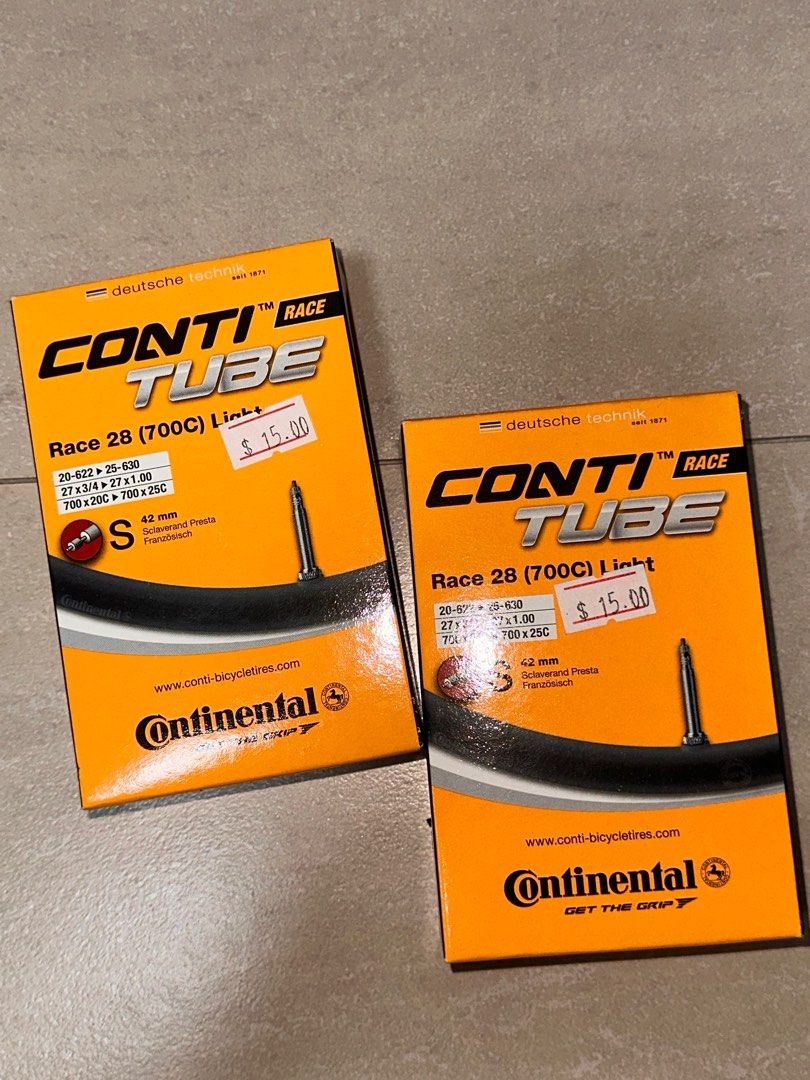 deutsche technik
seit 1871
CONTI™ RACE
TUBE
Race 28 (700C) Light
$ 15.00
20-622 ▸ 25-630
27 x 3/4 ▸ 27 x 1.00
700 x 20C ▸ 700 x 25C
S 42 mm
Sclaverand Presta
Französisch
Continental
www.conti-bicycletires.com
Continental
GET THE GRIP
deutsche technik
seit 1871
CONTI™ RACE
TUBE
Race 28 (700C) Light
$ 15.00
20-622 25-630
27 x 1.00
700 x 25C
S 42 mm
Sclaverand Presta
Französisch
www.conti-bicycletires.com
Continental
GET THE GRIP